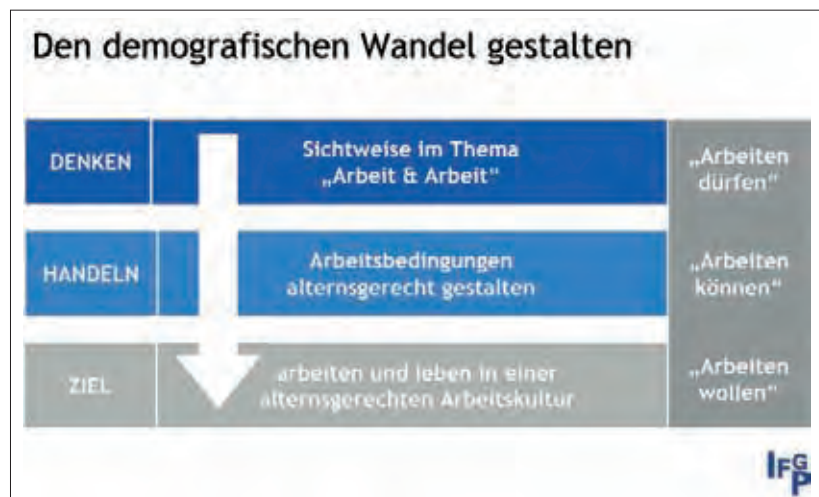 Den demografischen Wandel gestalten
DENKEN
Sichtweise im Thema
„Arbeit & Arbeit“
„Arbeiten
dürfen“
HANDELN
Arbeitsbedingungen
alternsgerecht gestalten
„Arbeiten
können“
ZIEL
arbeiten und leben in einer
alternsgerechten Arbeitskultur
„Arbeiten
wollen“
IFGP